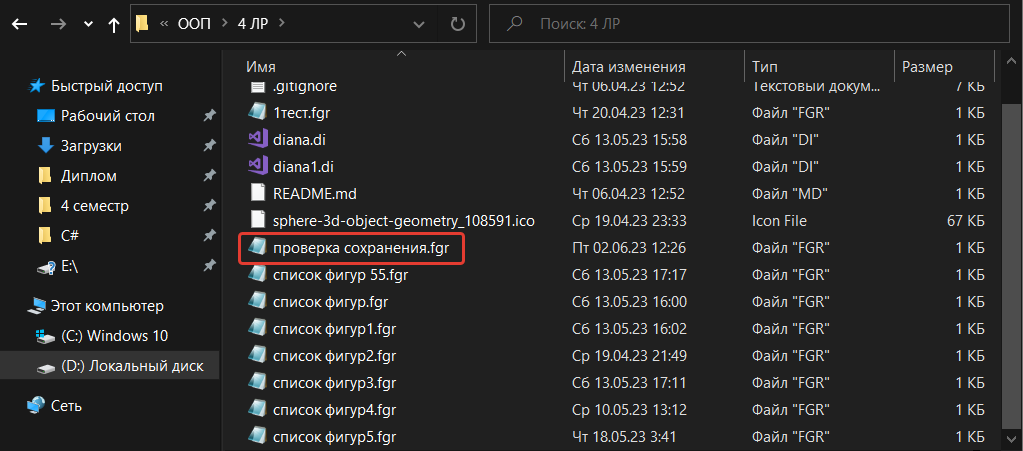 « ООП › 4 ЛР ›
Поиск: 4 ЛР
Имя Дата изменения Тип Размер
Быстрый доступ
Рабочий стол
Загрузки
Диплом
4 семестр
C#
E:\
Этот компьютер
(C:) Windows 10
(D:) Локальный диск
Сеть
.gitignore Чт 06.04.23 12:52 Текстовый докум... 7 КБ
1тест.fgr Чт 20.04.23 12:31 Файл "FGR" 1 КБ
diana.di Сб 13.05.23 15:58 Файл "DI" 1 КБ
diana1.di Сб 13.05.23 15:59 Файл "DI" 1 КБ
README.md Чт 06.04.23 12:52 Файл "MD" 1 КБ
sphere-3d-object-geometry_108591.ico Ср 19.04.23 23:33 Icon File 67 КБ
проверка сохранения.fgr Пт 02.06.23 12:26 Файл "FGR" 1 КБ
список фигур 55.fgr Сб 13.05.23 17:17 Файл "FGR" 1 КБ
список фигур.fgr Сб 13.05.23 16:00 Файл "FGR" 1 КБ
список фигур1.fgr Сб 13.05.23 16:02 Файл "FGR" 1 КБ
список фигур2.fgr Ср 19.04.23 21:49 Файл "FGR" 1 КБ
список фигур3.fgr Сб 13.05.23 17:11 Файл "FGR" 1 КБ
список фигур4.fgr Ср 10.05.23 13:12 Файл "FGR" 1 КБ
список фигур5.fgr Чт 18.05.23 3:41 Файл "FGR" 1 КБ